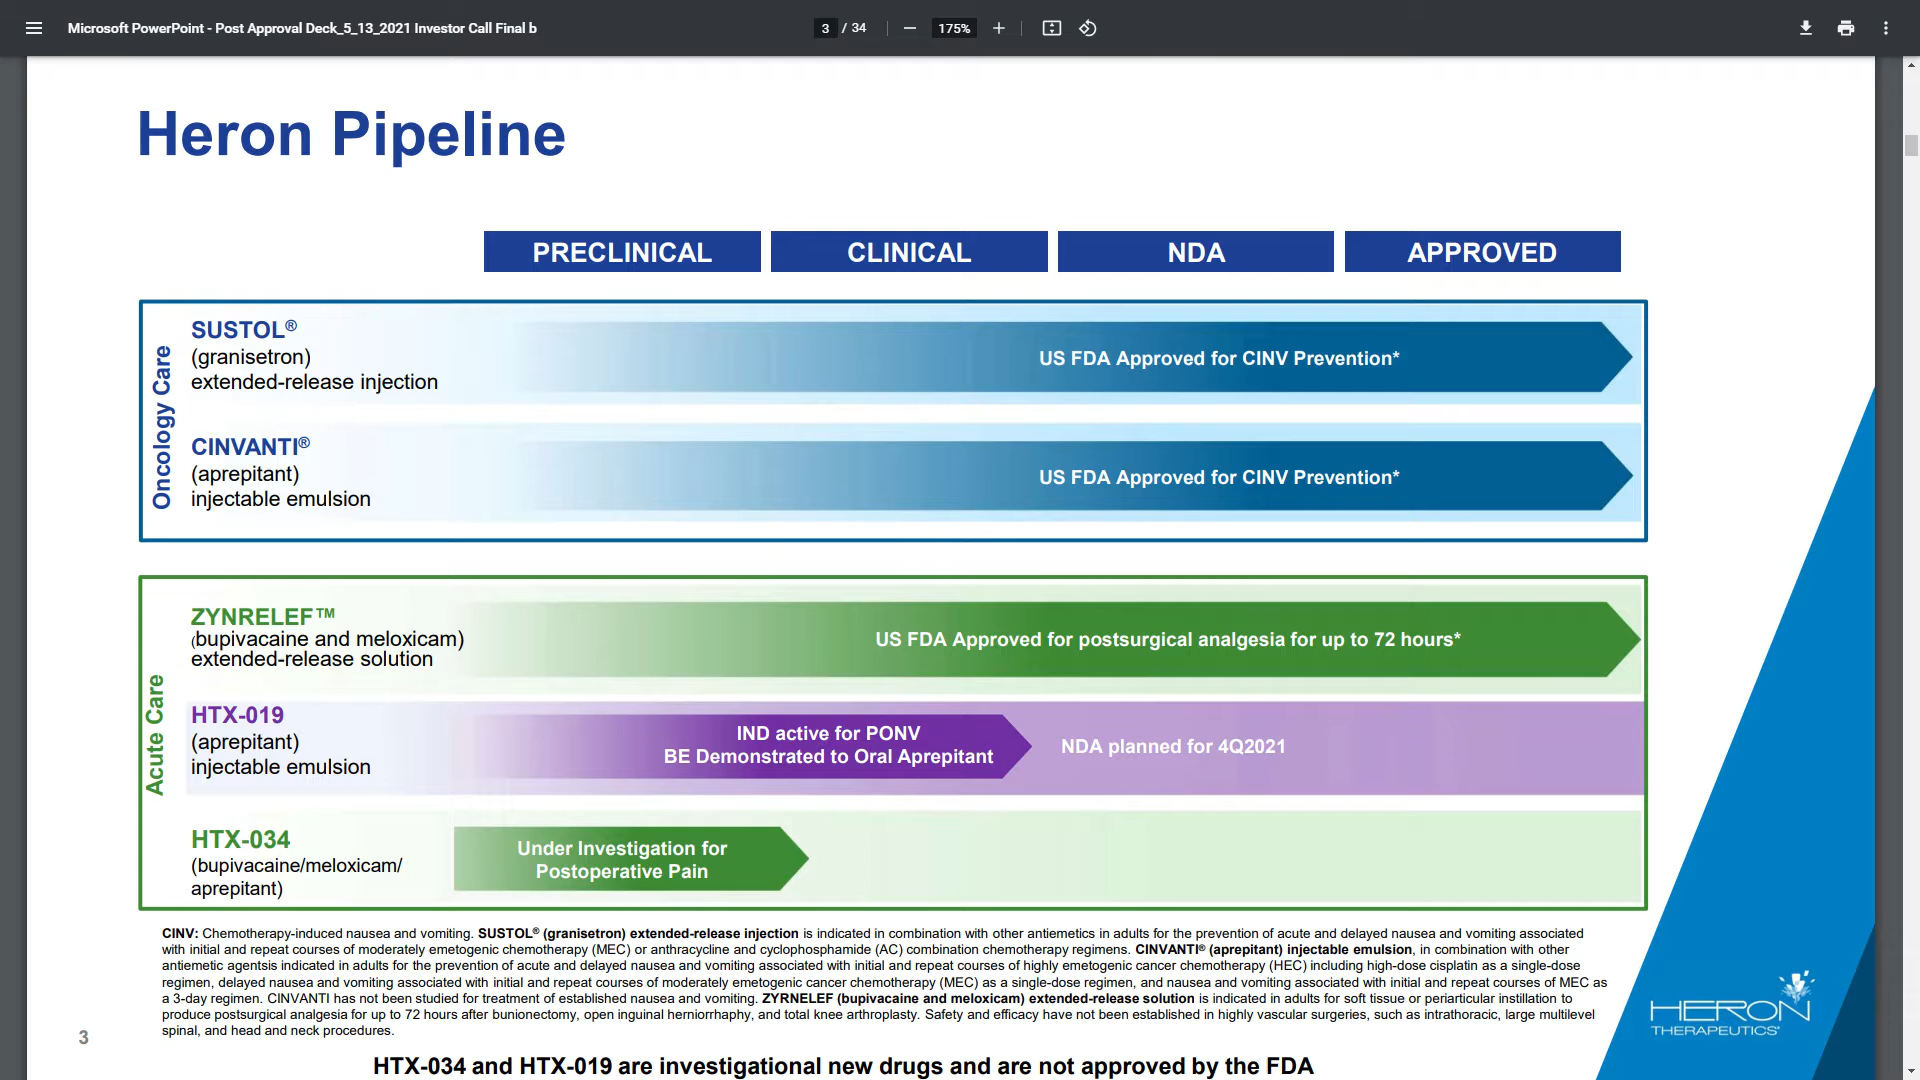 Microsoft PowerPoint - Post Approval Deck_5_13_2021 Investor Call Final b
3 / 34
175%
Heron Pipeline
PRECLINICAL
CLINICAL
NDA
APPROVED
Oncology Care
SUSTOL®
(granisetron)
extended-release injection
US FDA Approved for CINV Prevention*
CINVANTI®
(aprepitant)
injectable emulsion
US FDA Approved for CINV Prevention*
Acute Care
ZYNRELEF™
(bupivacaine and meloxicam)
extended-release solution
US FDA Approved for postsurgical analgesia for up to 72 hours*
HTX-019
(aprepitant)
injectable emulsion
IND active for PONV
BE Demonstrated to Oral Aprepitant
NDA planned for 4Q2021
HTX-034
(bupivacaine/meloxicam/
aprepitant)
Under Investigation for
Postoperative Pain
CINV: Chemotherapy-induced nausea and vomiting. SUSTOL® (granisetron) extended-release injection is indicated in combination with other antiemetics in adults for the prevention of acute and delayed nausea and vomiting associated
with initial and repeat courses of moderately emetogenic chemotherapy (MEC) or anthracycline and cyclophosphamide (AC) combination chemotherapy regimens. CINVANTI® (aprepitant) injectable emulsion, in combination with other
antiemetic agentsis indicated in adults for the prevention of acute and delayed nausea and vomiting associated with initial and repeat courses of highly emetogenic cancer chemotherapy (HEC) including high-dose cisplatin as a single-dose
regimen, delayed nausea and vomiting associated with initial and repeat courses of moderately emetogenic cancer chemotherapy (MEC) as a single-dose regimen, and nausea and vomiting associated with initial and repeat courses of MEC as
a 3-day regimen. CINVANTI has not been studied for treatment of established nausea and vomiting. ZYRNELEF (bupivacaine and meloxicam) extended-release solution is indicated in adults for soft tissue or periarticular instillation to
produce postsurgical analgesia for up to 72 hours after bunionectomy, open inguinal herniorrhaphy, and total knee arthroplasty. Safety and efficacy have not been established in highly vascular surgeries, such as intrathoracic, large multilevel
spinal, and head and neck procedures.
3
HTX-034 and HTX-019 are investigational new drugs and are not approved by the FDA
HERON
THERAPEUTICS®